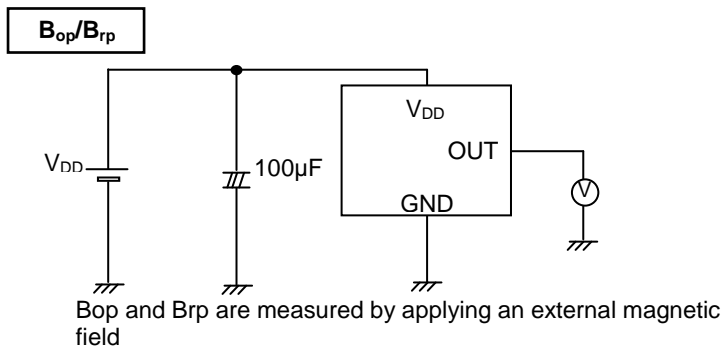 Bop/Brp
VDD
100µF
VDD
OUT
GND
V
Bop and Brp are measured by applying an external magnetic
field